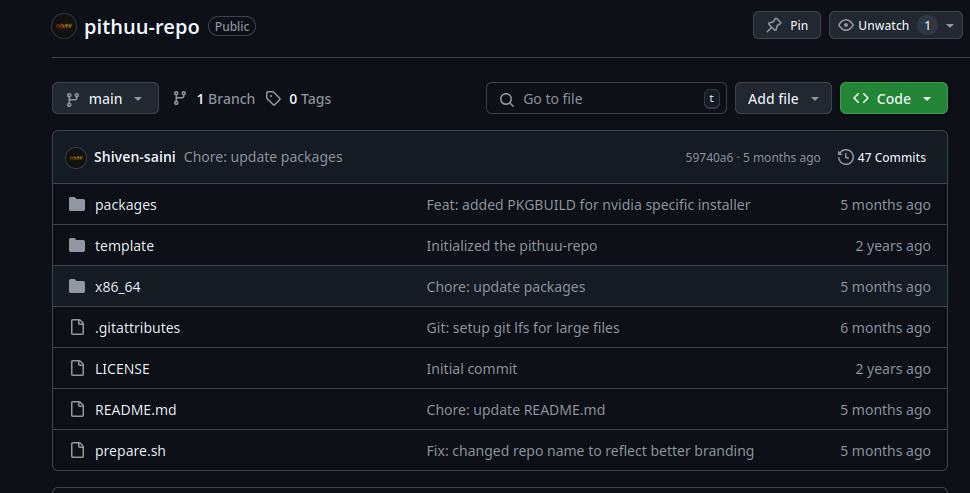 pithuu-repo Public Pin Unwatch 1
main 1 Branch 0 Tags Go to file t Add file Code
Shiven-saini Chore: update packages 59740a6 · 5 months ago 47 Commits
packages Feat: added PKGBUILD for nvidia specific installer 5 months ago
template Initialized the pithuu-repo 2 years ago
x86_64 Chore: update packages 5 months ago
.gitattributes Git: setup git lfs for large files 6 months ago
LICENSE Initial commit 2 years ago
README.md Chore: update README.md 5 months ago
prepare.sh Fix: changed repo name to reflect better branding 5 months ago